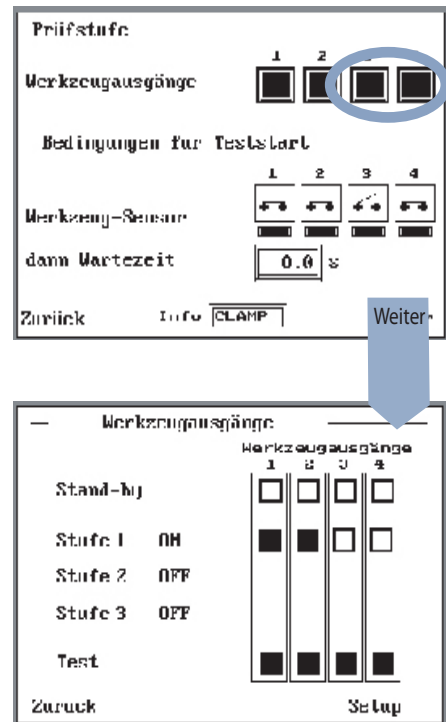 Prüfstufe
1 2
Werkzeugausgänge
Bedingungen für Teststart
1 2 3 4
Werkzeug-Sensor
dann Wartezeit 0.0 s
Zurück Info CLAMP Weiter
Werkzeugausgänge
Werkzeugausgänge
1 2 3 4
Stand-by
Stufe 1 ON
Stufe 2 OFF
Stufe 3 OFF
Test
Zuruck Setup